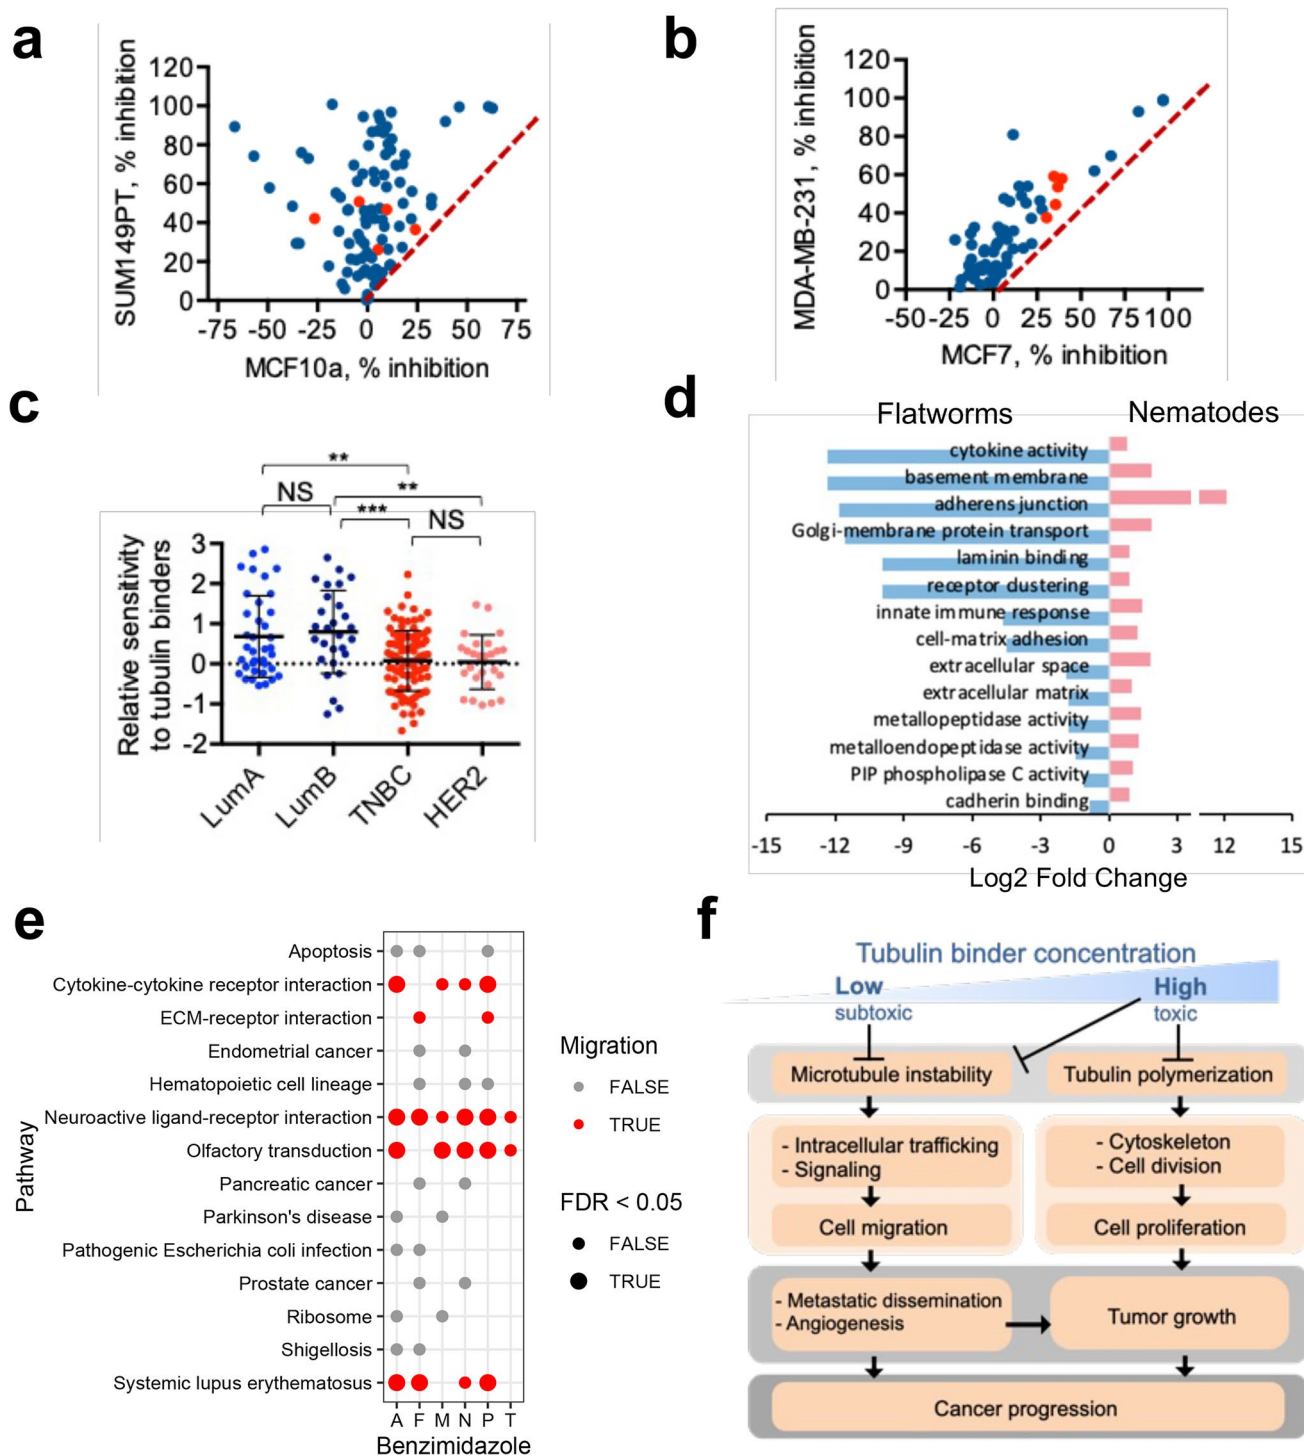 a
SUM149PT, % inhibition
120
100
80
60
40
20
0
-75 -50 -25 0 25 50 75
MCF10a, % inhibition
b
MDA-MB-231, % inhibition
120
100
80
60
40
20
0
-50 -25 0 25 50 75 100
MCF7, % inhibition
c
**
NS
**
***
NS
Relative sensitivity
to tubulin binders
3
2
1
0
-1
-2
LumA
LumB
TNBC
HER2
d
Flatworms Nematodes
cytokine activity
basement membrane
adherens junction
Golgi-membrane protein transport
laminin binding
receptor clustering
innate immune response
cell-matrix adhesion
extracellular space
extracellular matrix
metallopeptidase activity
metalloendopeptidase activity
PIP phospholipase C activity
cadherin binding
-15 -12 -9 -6 -3 0 3 12 15
Log2 Fold Change
e
Pathway
Apoptosis
Cytokine-cytokine receptor interaction
ECM-receptor interaction
Endometrial cancer
Hematopoietic cell lineage
Neuroactive ligand-receptor interaction
Olfactory transduction
Pancreatic cancer
Parkinson's disease
Pathogenic Escherichia coli infection
Prostate cancer
Ribosome
Shigellosis
Systemic lupus erythematosus
A F M N P T
Benzimidazole
Migration
FALSE
TRUE
FDR < 0.05
FALSE
TRUE
f
Tubulin binder concentration
Low High
subtoxic toxic
Microtubule instability Tubulin polymerization
- Intracellular trafficking
- Signaling
- Cytoskeleton
- Cell division
Cell migration Cell proliferation
- Metastatic dissemination
- Angiogenesis
Tumor growth
Cancer progression